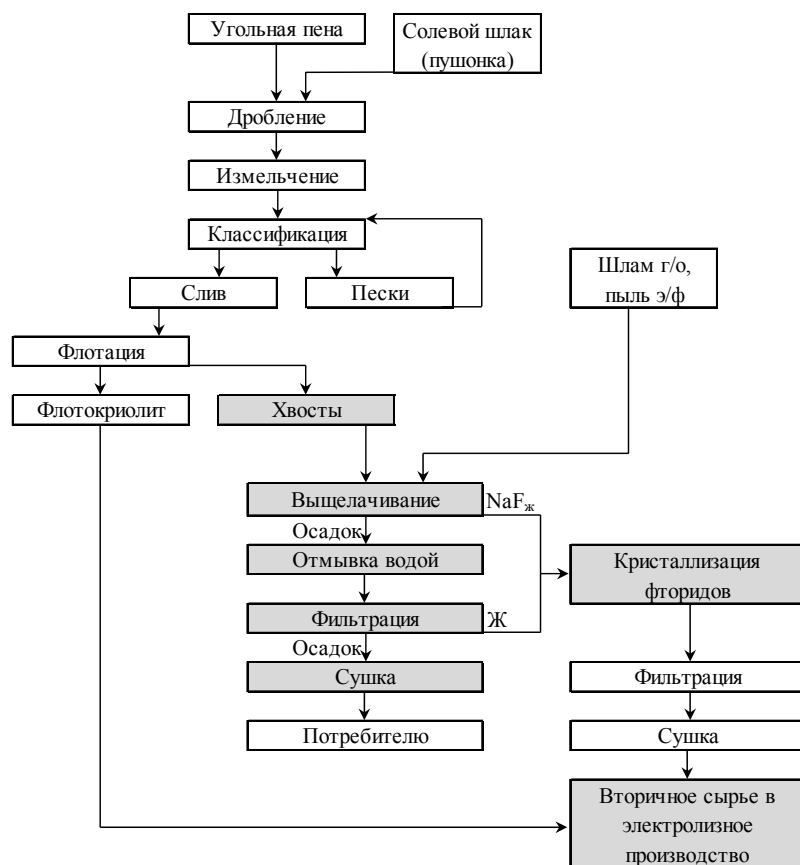 Угольная пена
Солевой шлак
(пушонка)
Дробление
Измельчение
Классификация
Слив
Пески
Шлам г/о,
пыль э/ф
Флотация
Флотокриолит
Хвосты
Выщелачивание
NaFж
Осадок
Отмывка водой
Кристаллизация
фторидов
Фильтрация
Ж
Осадок
Сушка
Фильтрация
Потребителю
Сушка
Вторичное сырье в
электролизное
производство